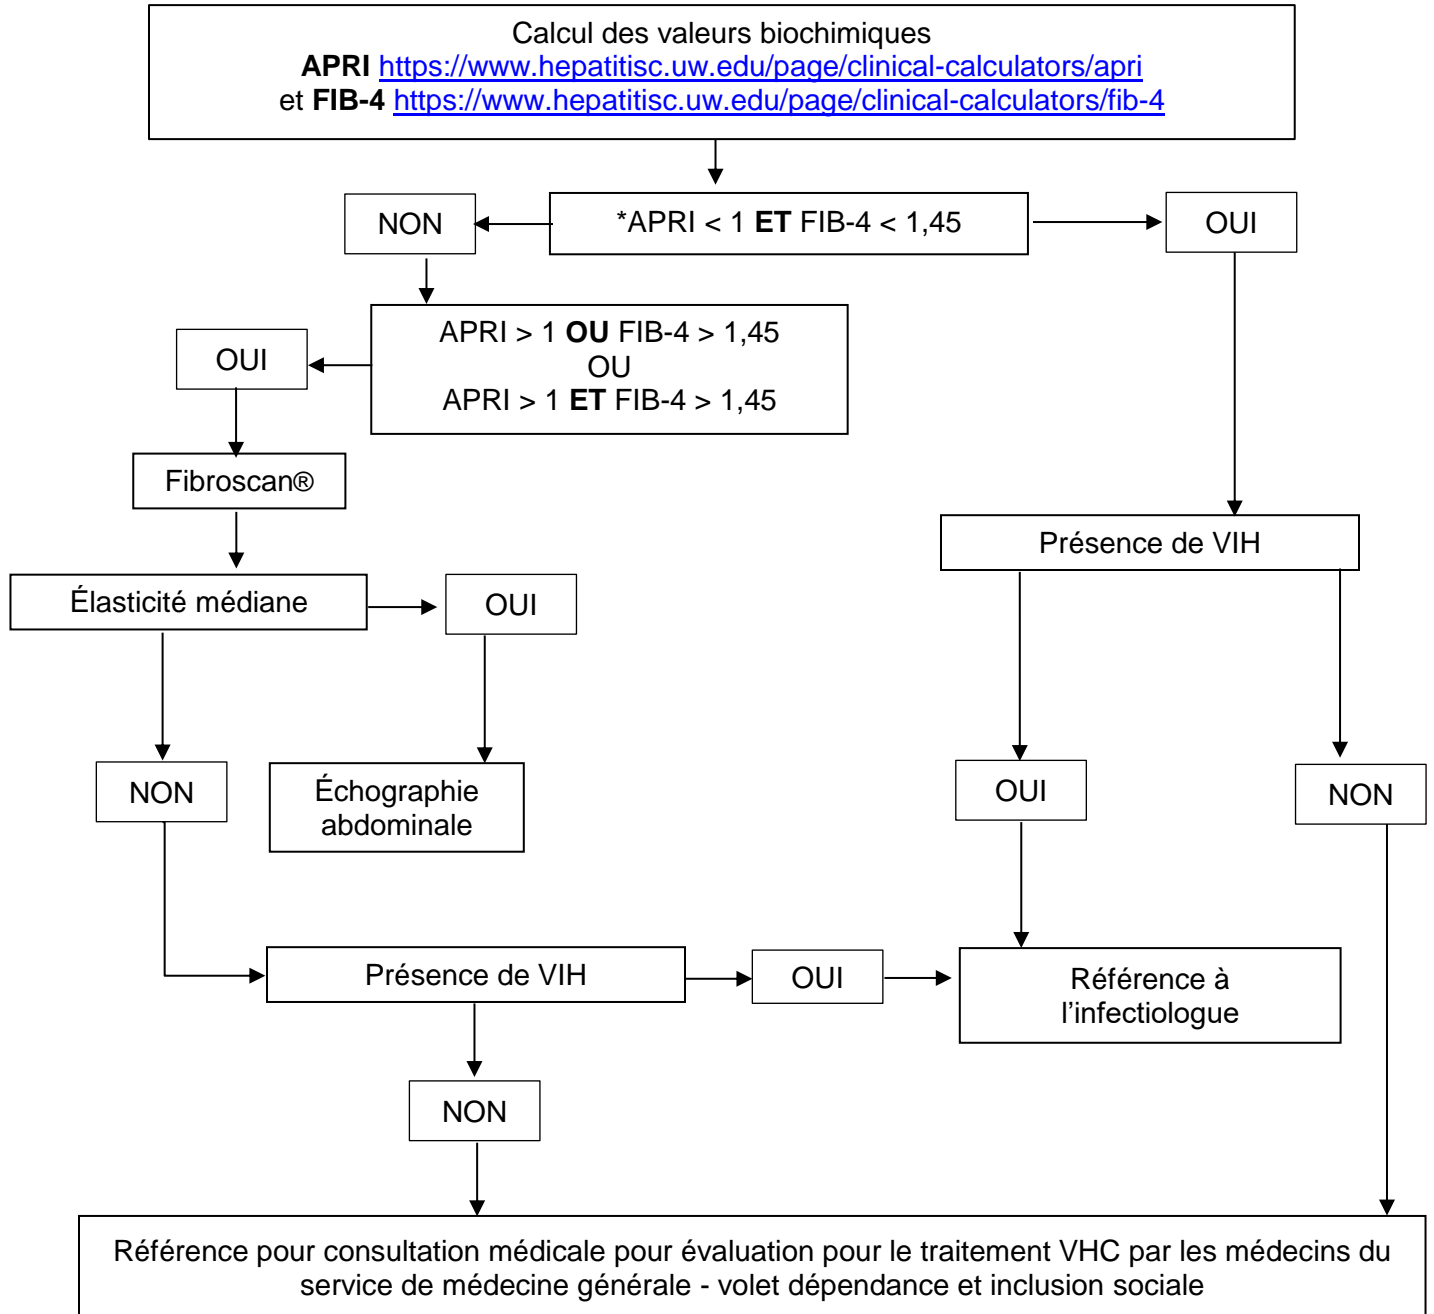 Calcul des valeurs biochimiques
APRI https://www.hepatitisc.uw.edu/page/clinical-calculators/apri
et FIB-4 https://www.hepatitisc.uw.edu/page/clinical-calculators/fib-4
NON
*APRI < 1 ET FIB-4 < 1,45
OUI
APRI > 1 OU FIB-4 > 1,45
OU
APRI > 1 ET FIB-4 > 1,45
OUI
Fibroscan®
Présence de VIH
Élasticité médiane
OUI
NON
Échographie
abdominale
OUI
NON
Présence de VIH
OUI
Référence à
l’infectiologue
NON
Référence pour consultation médicale pour évaluation pour le traitement VHC par les médecins du
service de médecine générale - volet dépendance et inclusion sociale